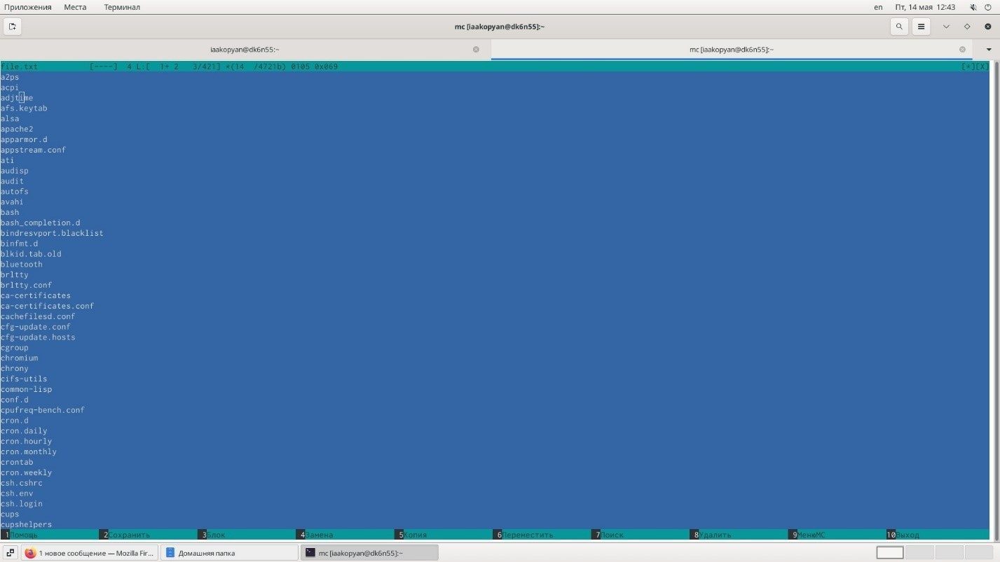 Приложения Места Терминал en Пт, 14 мая 12:43
mc [iaakopyan@dk6n55]:~
iaakopyan@dk6n55:~ mc [iaakopyan@dk6n55]:~
file.txt [----] 4 L:[ 1+ 2 3/421] *(14 /4721b) 0105 0x069 [*][X]
a2ps
acpi
adjtime
afs.keytab
alsa
apache2
apparmor.d
appstream.conf
ati
audisp
audit
autofs
avahi
bash
bash_completion.d
bindresvport.blacklist
binfmt.d
blkid.tab.old
bluetooth
brltty
brltty.conf
ca-certificates
ca-certificates.conf
cachefilesd.conf
cfg-update.conf
cfg-update.hosts
cgroup
chromium
chrony
cifs-utils
common-lisp
conf.d
cpufreq-bench.conf
cron.d
cron.daily
cron.hourly
cron.monthly
crontab
cron.weekly
csh.cshrc
csh.env
csh.login
cups
cupshelpers
1Помощь 2Сохранить 3Блок 4Замена 5Копия 6Переместить 7Поиск 8Удалить 9МенюMC 10Выход
1 новое сообщение — Mozilla Fir... Домашняя папка mc [iaakopyan@dk6n55]:~